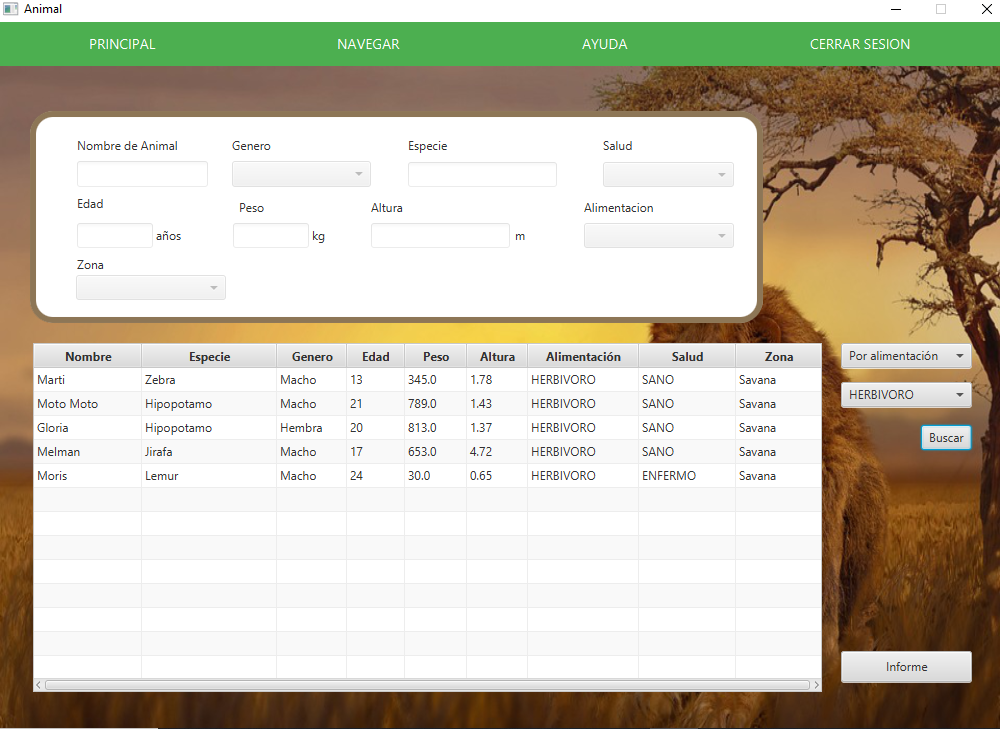 Animal
PRINCIPAL NAVEGAR AYUDA CERRAR SESION
Nombre de Animal Genero Especie Salud
Edad Peso Altura Alimentacion
años kg m
Zona
Nombre Especie Genero Edad Peso Altura Alimentación Salud Zona
Marti Zebra Macho 13 345.0 1.78 HERBIVORO SANO Savana
Moto Moto Hipopotamo Macho 21 789.0 1.43 HERBIVORO SANO Savana
Gloria Hipopotamo Hembra 20 813.0 1.37 HERBIVORO SANO Savana
Melman Jirafa Macho 17 653.0 4.72 HERBIVORO SANO Savana
Moris Lemur Macho 24 30.0 0.65 HERBIVORO ENFERMO Savana
Por alimentación
HERBIVORO
Buscar
Informe